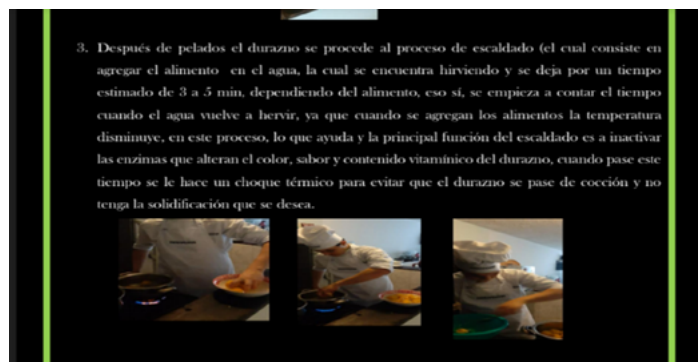 3. Después de pelados el durazno se procede al proceso de escaldado (el cual consiste en
agregar el alimento en el agua, la cual se encuentra hirviendo y se deja por un tiempo
estimado de 3 a 5 min, dependiendo del alimento, eso sí, se empieza a contar el tiempo
cuando el agua vuelve a hervir, ya que cuando se agregan los alimentos la temperatura
disminuye, en este proceso, lo que ayuda y la principal función del escaldado es a inactivar
las enzimas que alteran el color, sabor y contenido vitamínico del durazno, cuando pase este
tiempo se le hace un choque térmico para evitar que el durazno se pase de cocción y no
tenga la solidificación que se desea.